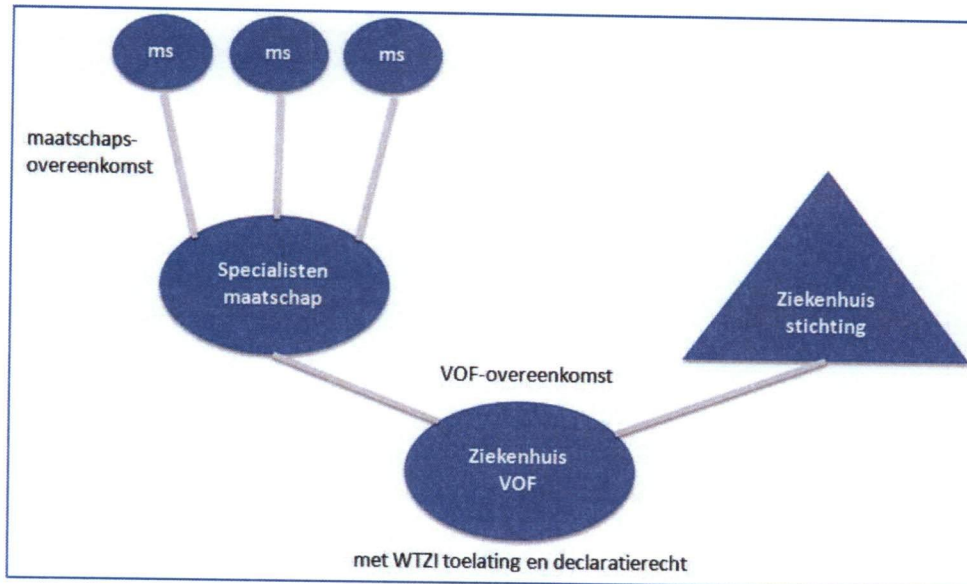 ms
ms
ms
maatschaps-
overeenkomst
Specialisten
maatschap
Ziekenhuis
stichting
VOF-overeenkomst
Ziekenhuis
VOF
met WTZI toelating en declaratierecht